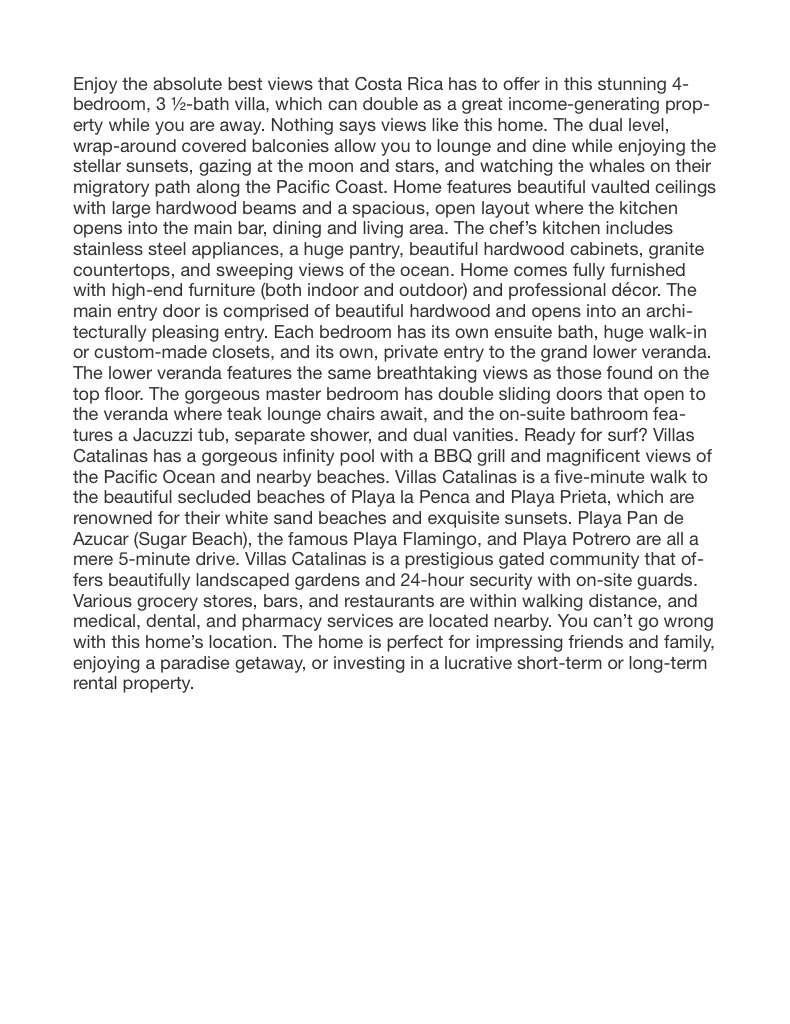 Enjoy the absolute best views that Costa Rica has to offer in this stunning 4-
bedroom, 3 ½-bath villa, which can double as a great income-generating prop-
erty while you are away. Nothing says views like this home. The dual level,
wrap-around covered balconies allow you to lounge and dine while enjoying the
stellar sunsets, gazing at the moon and stars, and watching the whales on their
migratory path along the Pacific Coast. Home features beautiful vaulted ceilings
with large hardwood beams and a spacious, open layout where the kitchen
opens into the main bar, dining and living area. The chef’s kitchen includes
stainless steel appliances, a huge pantry, beautiful hardwood cabinets, granite
countertops, and sweeping views of the ocean. Home comes fully furnished
with high-end furniture (both indoor and outdoor) and professional décor. The
main entry door is comprised of beautiful hardwood and opens into an archi-
tecturally pleasing entry. Each bedroom has its own ensuite bath, huge walk-in
or custom-made closets, and its own, private entry to the grand lower veranda.
The lower veranda features the same breathtaking views as those found on the
top floor. The gorgeous master bedroom has double sliding doors that open to
the veranda where teak lounge chairs await, and the on-suite bathroom fea-
tures a Jacuzzi tub, separate shower, and dual vanities. Ready for surf? Villas
Catalinas has a gorgeous infinity pool with a BBQ grill and magnificent views of
the Pacific Ocean and nearby beaches. Villas Catalinas is a five-minute walk to
the beautiful secluded beaches of Playa la Penca and Playa Prieta, which are
renowned for their white sand beaches and exquisite sunsets. Playa Pan de
Azucar (Sugar Beach), the famous Playa Flamingo, and Playa Potrero are all a
mere 5-minute drive. Villas Catalinas is a prestigious gated community that of-
fers beautifully landscaped gardens and 24-hour security with on-site guards.
Various grocery stores, bars, and restaurants are within walking distance, and
medical, dental, and pharmacy services are located nearby. You can’t go wrong
with this home’s location. The home is perfect for impressing friends and family,
enjoying a paradise getaway, or investing in a lucrative short-term or long-term
rental property.